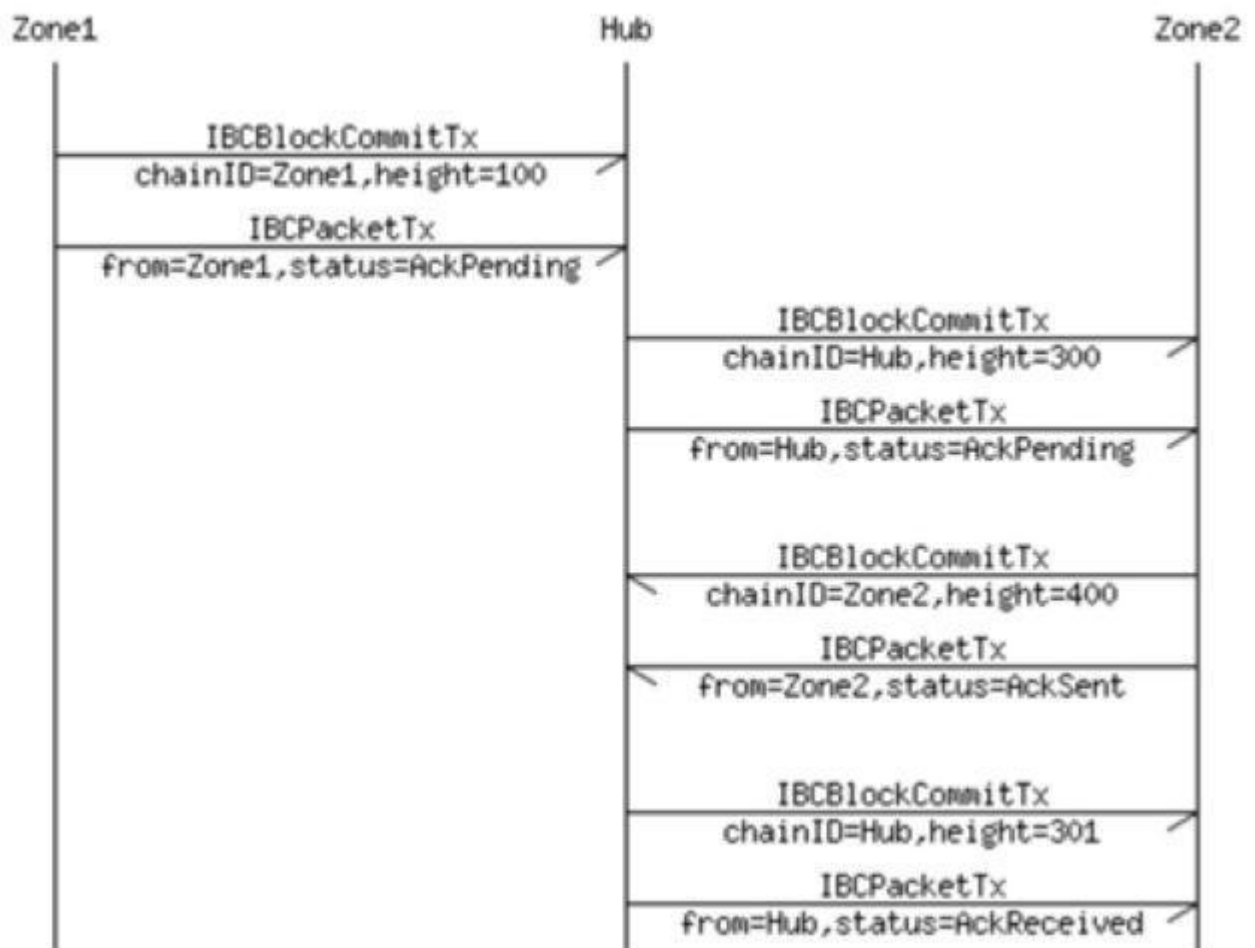 Zone1 Hub Zone2
IBCBlockCommitTx
chainID=Zone1,height=100
IBCPacketTx
from=Zone1,status=AckPending
IBCBlockCommitTx
chainID=Hub,height=300
IBCPacketTx
from=Hub,status=AckPending
IBCBlockCommitTx
chainID=Zone2,height=400
IBCPacketTx
from=Zone2,status=AckSent
IBCBlockCommitTx
chainID=Hub,height=301
IBCPacketTx
from=Hub,status=AckReceived